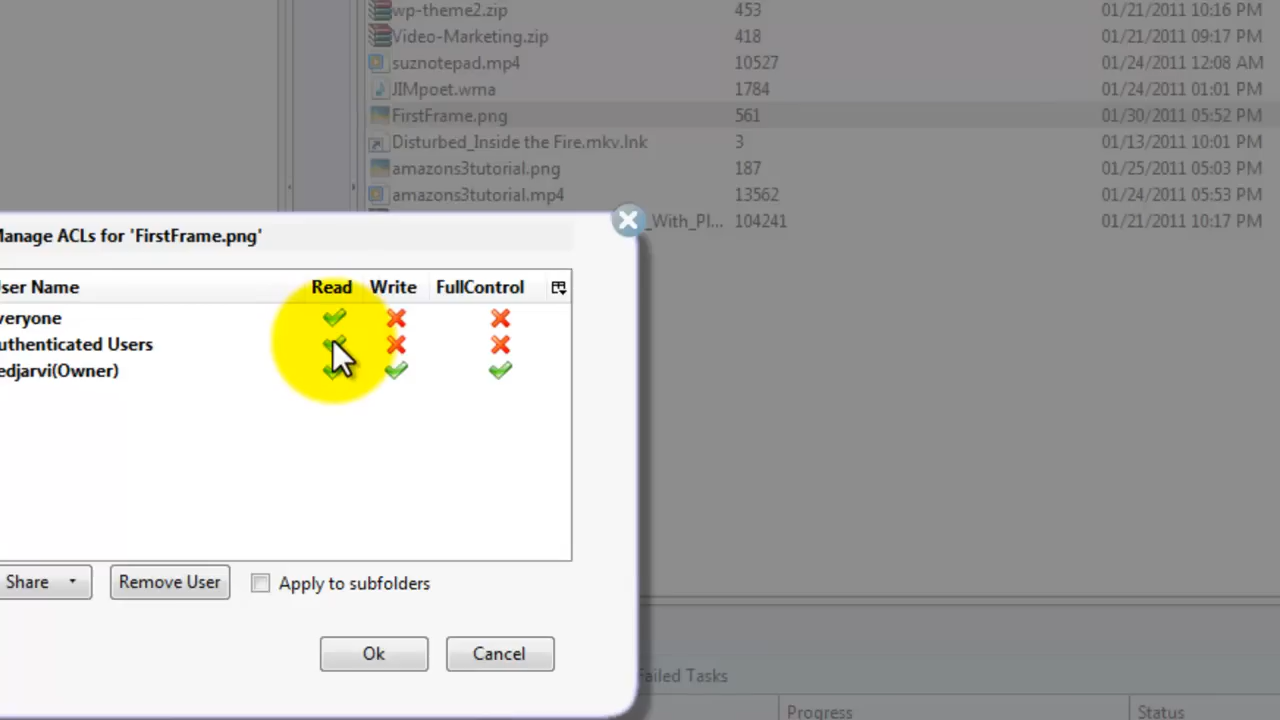 wp-theme2.zip 453 01/21/2011 10:16 PM
Video-Marketing.zip 418 01/21/2011 09:17 PM
suznotepad.mp4 10527 01/24/2011 12:08 AM
JIMpoet.wma 1784 01/24/2011 01:01 PM
FirstFrame.png 561 01/30/2011 05:52 PM
Disturbed_Inside the Fire.mkv.lnk 3 01/13/2011 10:01 PM
amazons3tutorial.png 187 01/25/2011 05:03 PM
amazons3tutorial.mp4 13562 01/24/2011 05:53 PM
_With_Pl... 104241 01/21/2011 10:17 PM
anage ACLs for 'FirstFrame.png'
ser Name Read Write FullControl
veryone
uthenticated Users
edjarvi(Owner)
Share Remove User Apply to subfolders
Ok Cancel
ailed Tasks
Progress Status